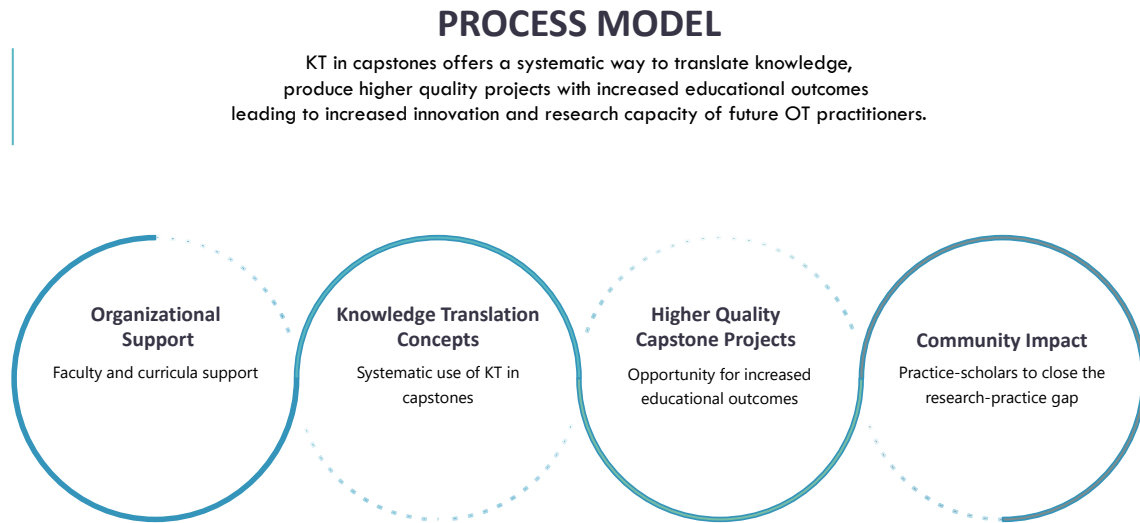 PROCESS MODEL
KT in capstones offers a systematic way to translate knowledge,
produce higher quality projects with increased educational outcomes
leading to increased innovation and research capacity of future OT practitioners.
Organizational
Support
Faculty and curricula support
Knowledge Translation
Concepts
Systematic use of KT in
capstones
Higher Quality
Capstone Projects
Opportunity for increased
educational outcomes
Community Impact
Practice-scholars to close the
research-practice gap